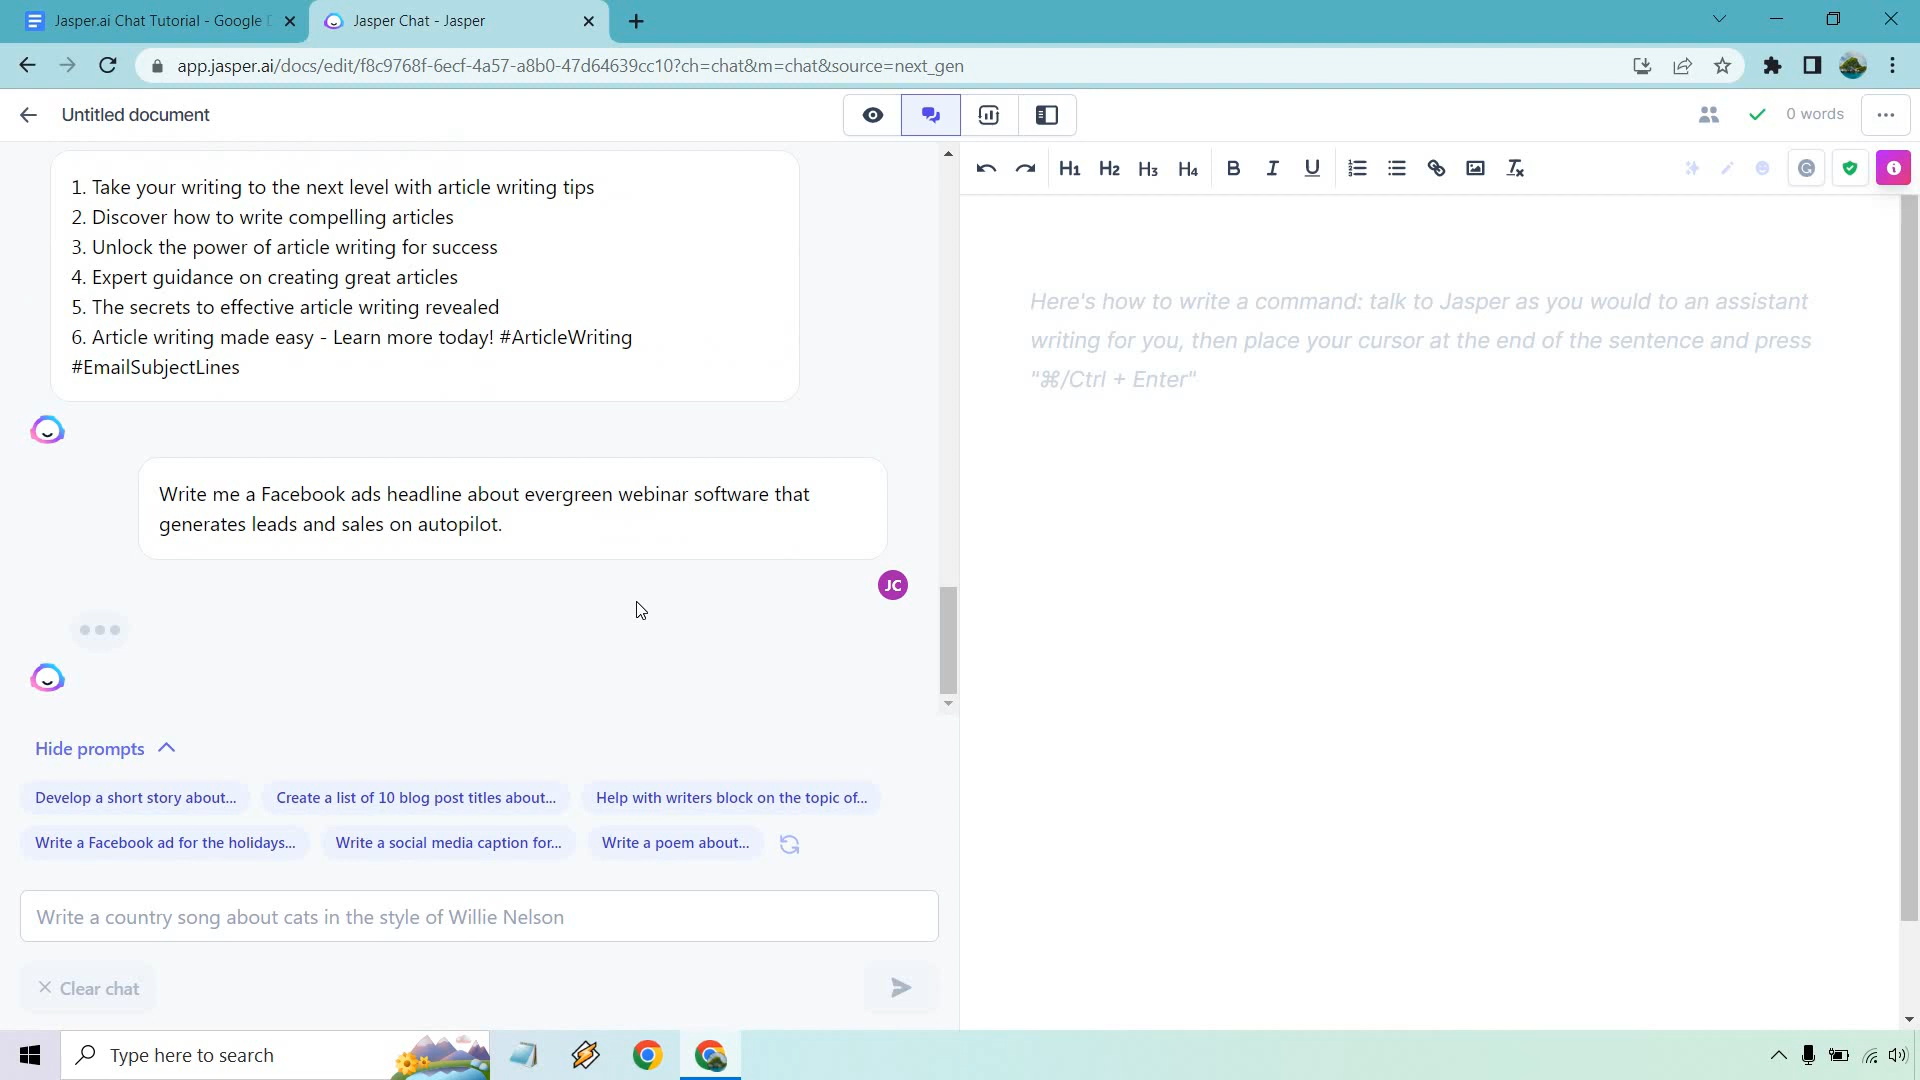 Jasper.ai Chat Tutorial - Google
Jasper Chat - Jasper
app.jasper.ai/docs/edit/f8c9768f-6ecf-4a57-a8b0-47d64639cc10?ch=chat&m=chat&source=next_gen
Untitled document
0 words
1. Take your writing to the next level with article writing tips
2. Discover how to write compelling articles
3. Unlock the power of article writing for success
4. Expert guidance on creating great articles
5. The secrets to effective article writing revealed
6. Article writing made easy - Learn more today! #ArticleWriting
#EmailSubjectLines
Write me a Facebook ads headline about evergreen webinar software that
generates leads and sales on autopilot.
JC
Hide prompts
Develop a short story about...
Create a list of 10 blog post titles about...
Help with writers block on the topic of...
Write a Facebook ad for the holidays...
Write a social media caption for...
Write a poem about...
Write a country song about cats in the style of Willie Nelson
Clear chat
H1 H2 H3 H4 B I U
Here's how to write a command: talk to Jasper as you would to an assistant
writing for you, then place your cursor at the end of the sentence and press
"⌘/Ctrl + Enter"
Type here to search